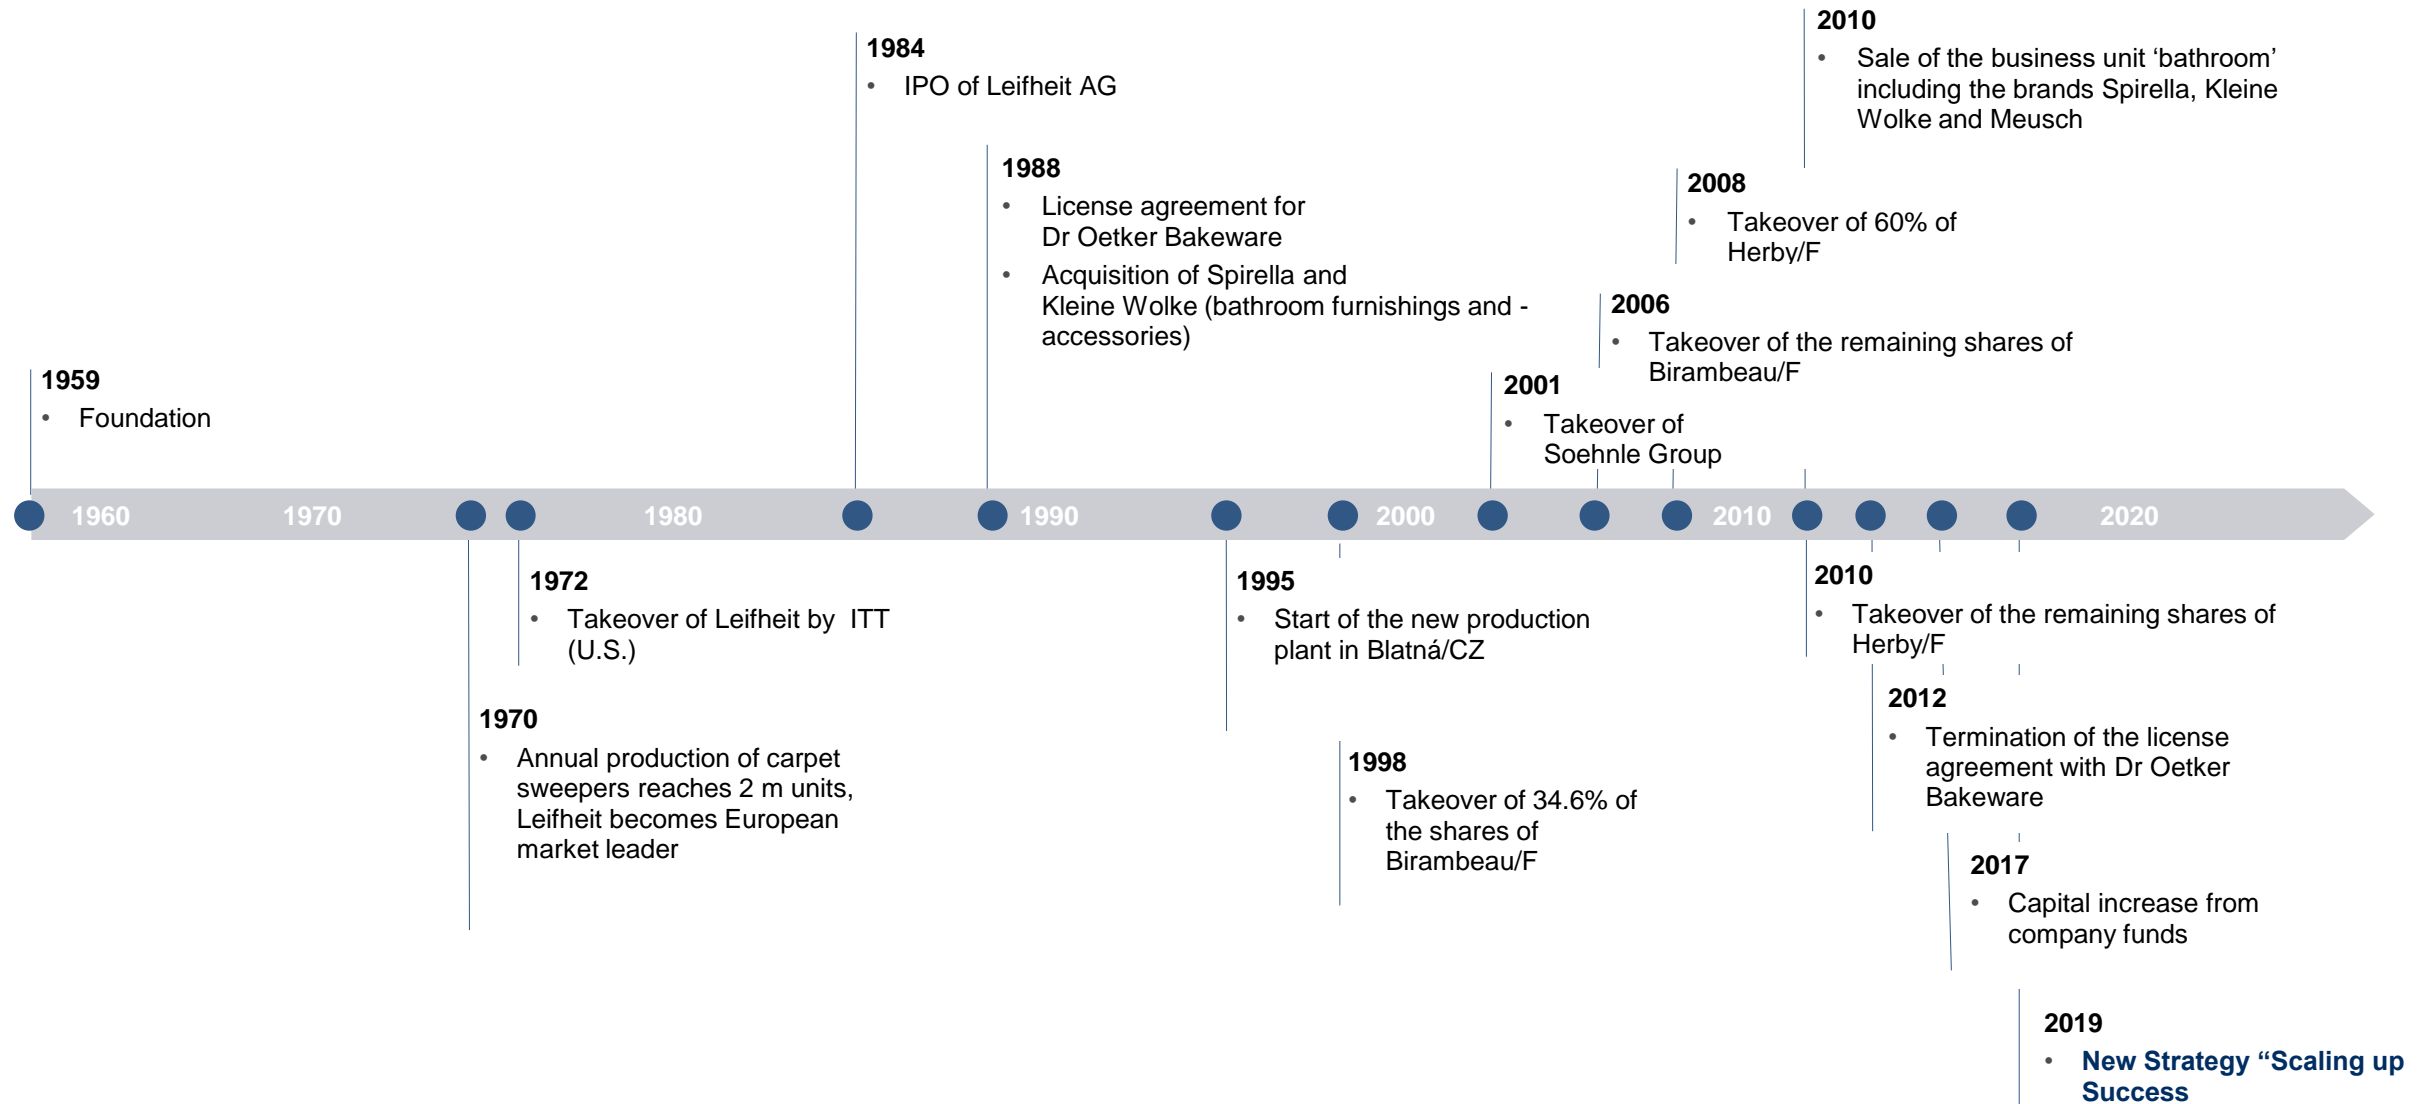 1959
• Foundation
1984
• IPO of Leifheit AG
1988
• License agreement for
Dr Oetker Bakeware
• Acquisition of Spirella and
Kleine Wolke (bathroom furnishings and -
accessories)
2001
• Takeover of
Soehnle Group
2006
• Takeover of the remaining shares of
Birambeau/F
2008
• Takeover of 60% of
Herby/F
2010
• Sale of the business unit ‘bathroom’
including the brands Spirella, Kleine
Wolke and Meusch
1960 1970 1980 1990 2000 2010 2020
1970
• Annual production of carpet
sweepers reaches 2 m units,
Leifheit becomes European
market leader
1972
• Takeover of Leifheit by  ITT
(U.S.)
1995
• Start of the new production
plant in Blatná/CZ
1998
• Takeover of 34.6% of
the shares of
Birambeau/F
2010
• Takeover of the remaining shares of
Herby/F
2012
• Termination of the license
agreement with Dr Oetker
Bakeware
2017
• Capital increase from
company funds
2019
• New Strategy “Scaling up
Success